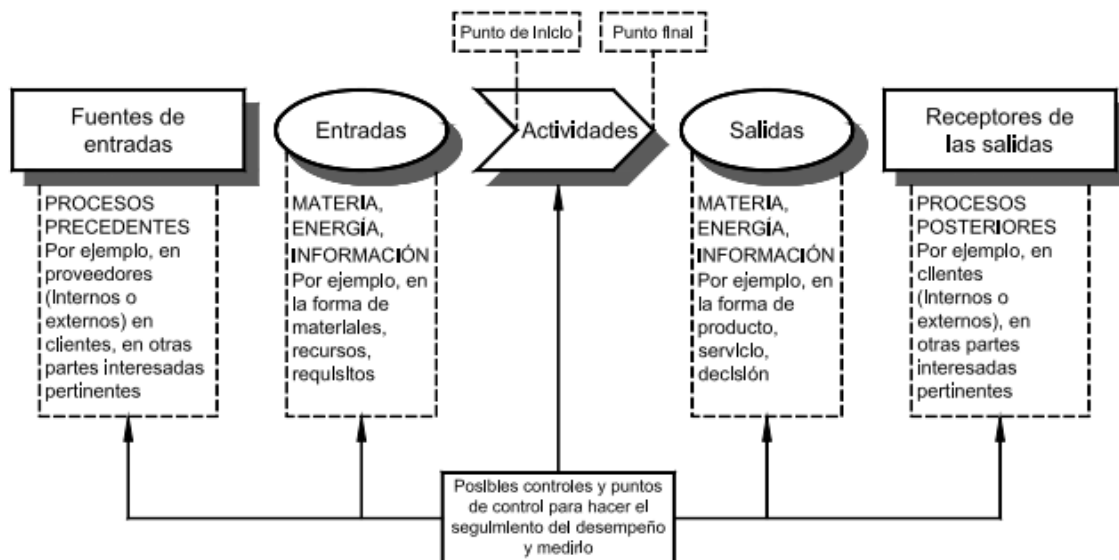 Punto de inicio
Punto final
Fuentes de
entradas
Entradas
Actividades
Salidas
Receptores de
las salidas
PROCESOS
PRECEDENTES
Por ejemplo, en
proveedores
(internos o
externos) en
clientes, en otras
partes interesadas
pertinentes
MATERIA,
ENERGÍA,
INFORMACIÓN
Por ejemplo, en
la forma de
materiales,
recursos,
requisitos
MATERIA,
ENERGÍA,
INFORMACIÓN
Por ejemplo, en
la forma de
producto,
servicio,
decisión
PROCESOS
POSTERIORES
Por ejemplo, en
clientes
(internos o
externos), en
otras partes
interesadas
pertinentes
Posibles controles y puntos
de control para hacer el
seguimiento del desempeño
y medirlo